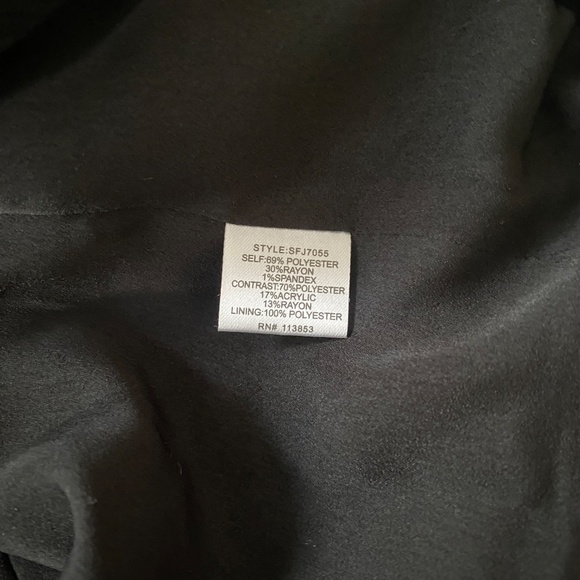 STYLE:SFJ7055
SELF:69% POLYESTER
30%RAYON
1%SPANDEX
CONTRAST:70%POLYESTER
17%ACRYLIC
13%RAYON
LINING:100% POLYESTER
RN# 113853